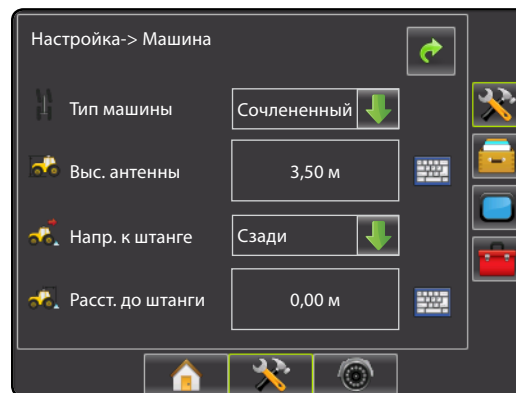 Настройка-> Машина
Тип машины Сочлененный
Выс. антенны 3,50 м
Напр. к штанге Сзади
Расст. до штанги 0,00 м